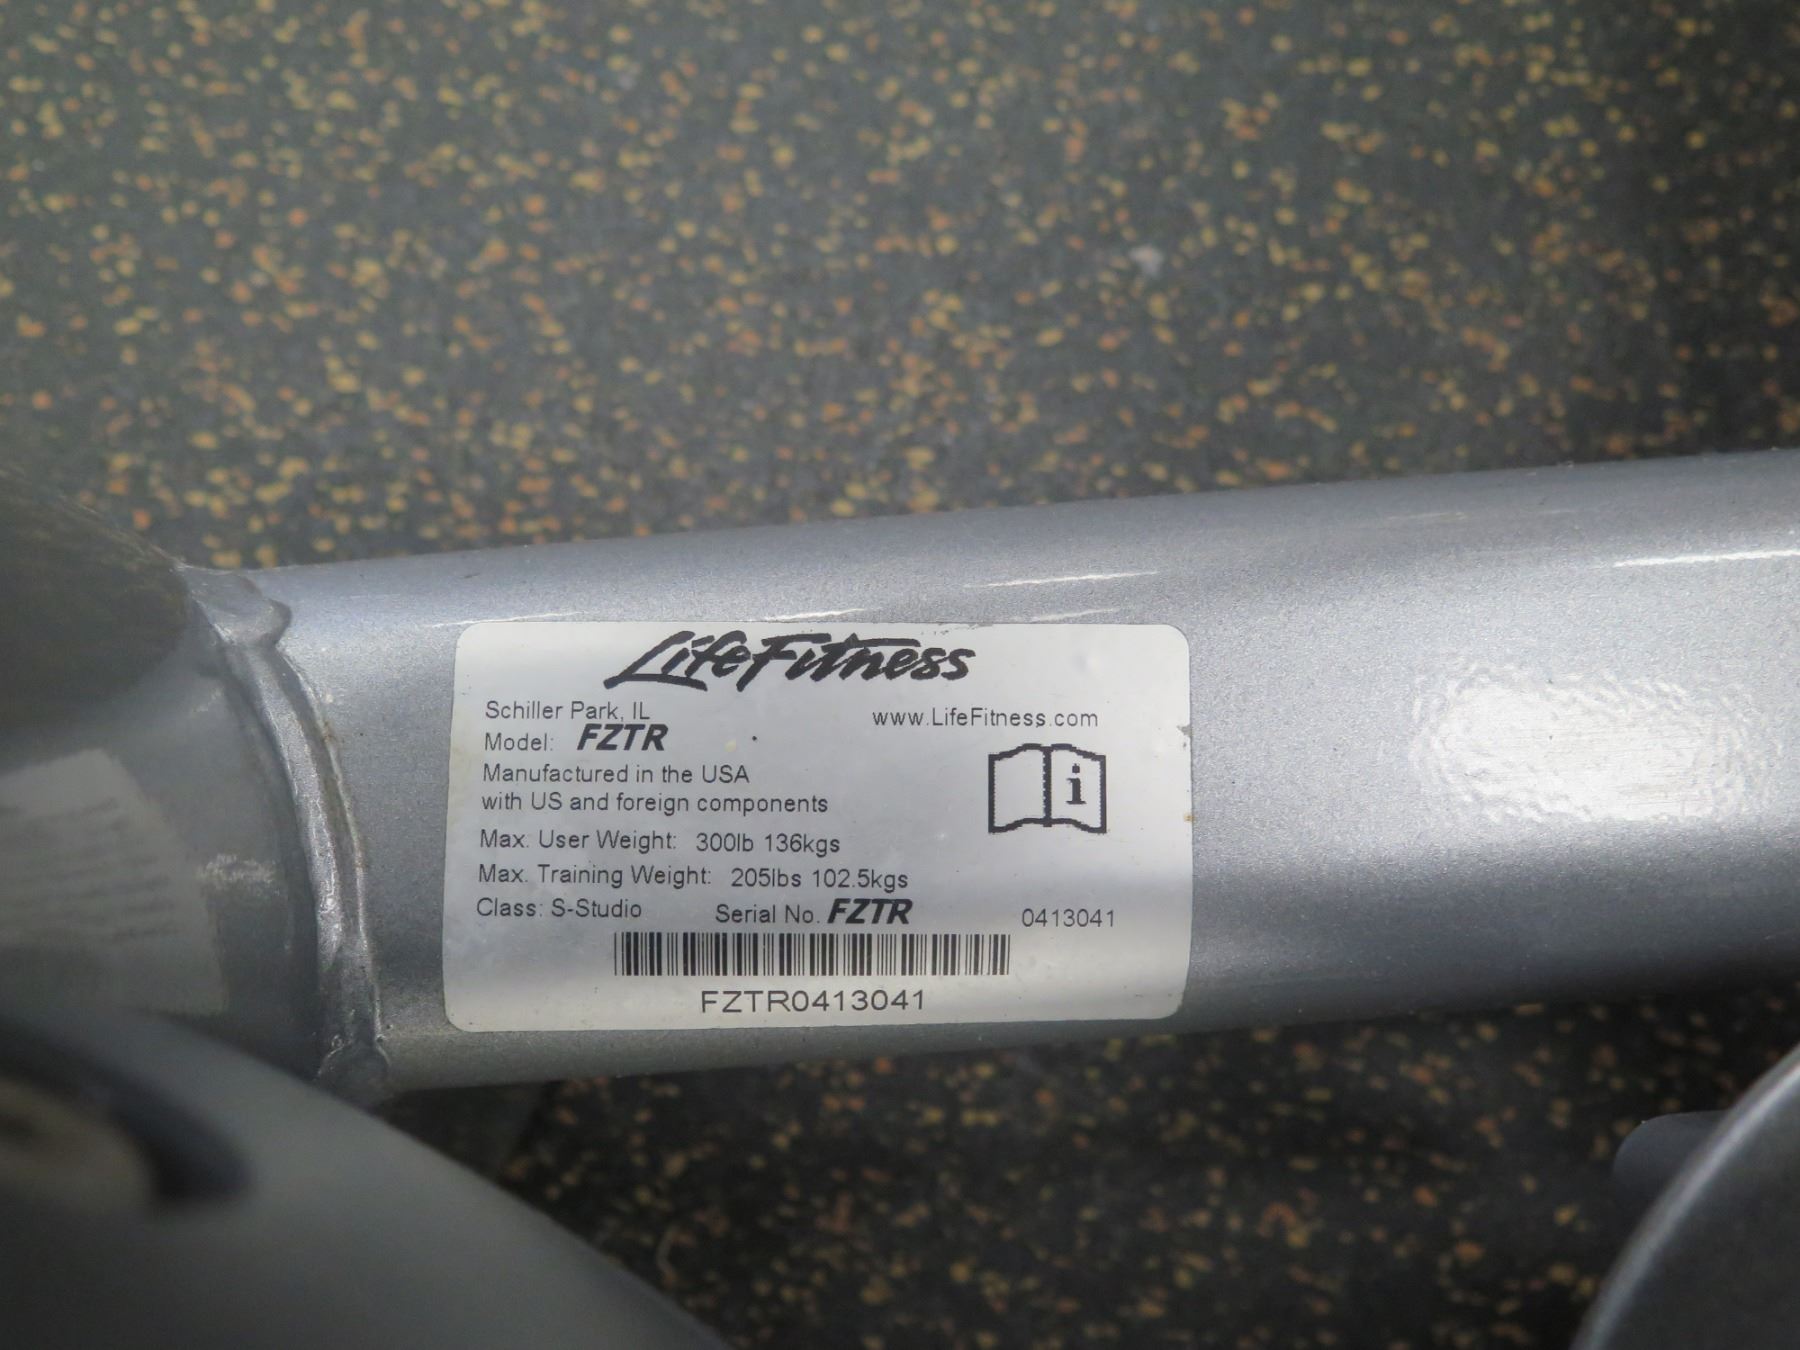 LifeFitness
Schiller Park, IL
www.LifeFitness.com
Model: FZTR
Manufactured in the USA
with US and foreign components
i
Max. User Weight: 300lb 136kgs
Max. Training Weight: 205lbs 102.5kgs
Class: S-Studio Serial No. FZTR 0413041
FZTR0413041